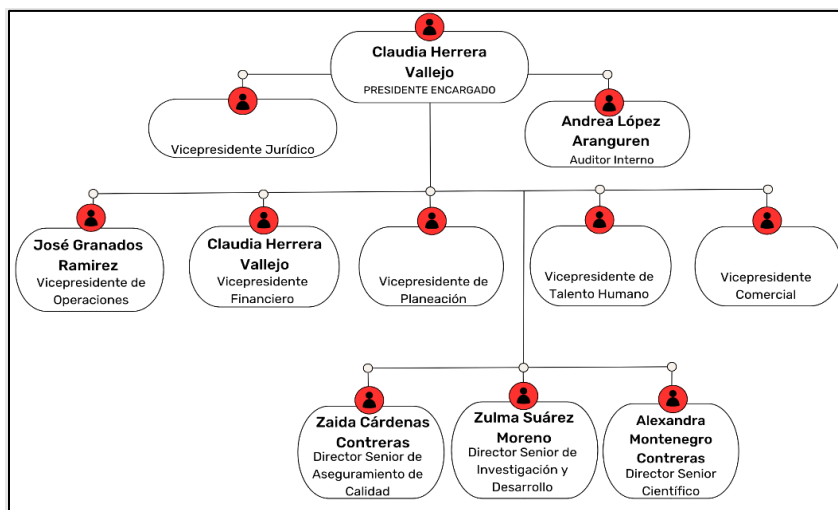 Claudia Herrera
Vallejo
PRESIDENTE ENCARGADO
Vicepresidente Jurídico
Andrea López
Aranguren
Auditor Interno
José Granados
Ramirez
Vicepresidente de
Operaciones
Claudia Herrera
Vallejo
Vicepresidente
Financiero
Vicepresidente de
Planeación
Vicepresidente de
Talento Humano
Vicepresidente
Comercial
Zaida Cárdenas
Contreras
Director Senior de
Aseguramiento de
Calidad
Zulma Suárez
Moreno
Director Senior de
Investigación y
Desarrollo
Alexandra
Montenegro
Contreras
Director Senior
Científico